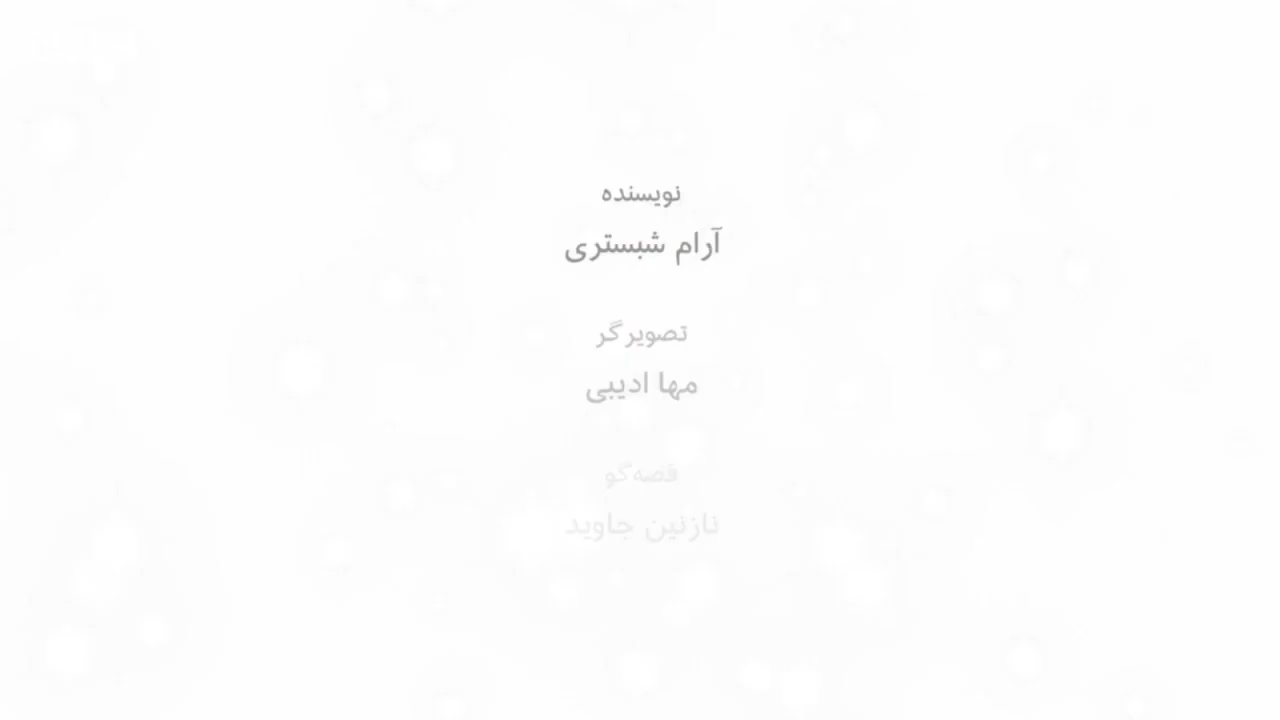 نویسنده
آرام شبستری
تصویرگر
مها ادیبی
قصه‌گو
نازنین جاوید